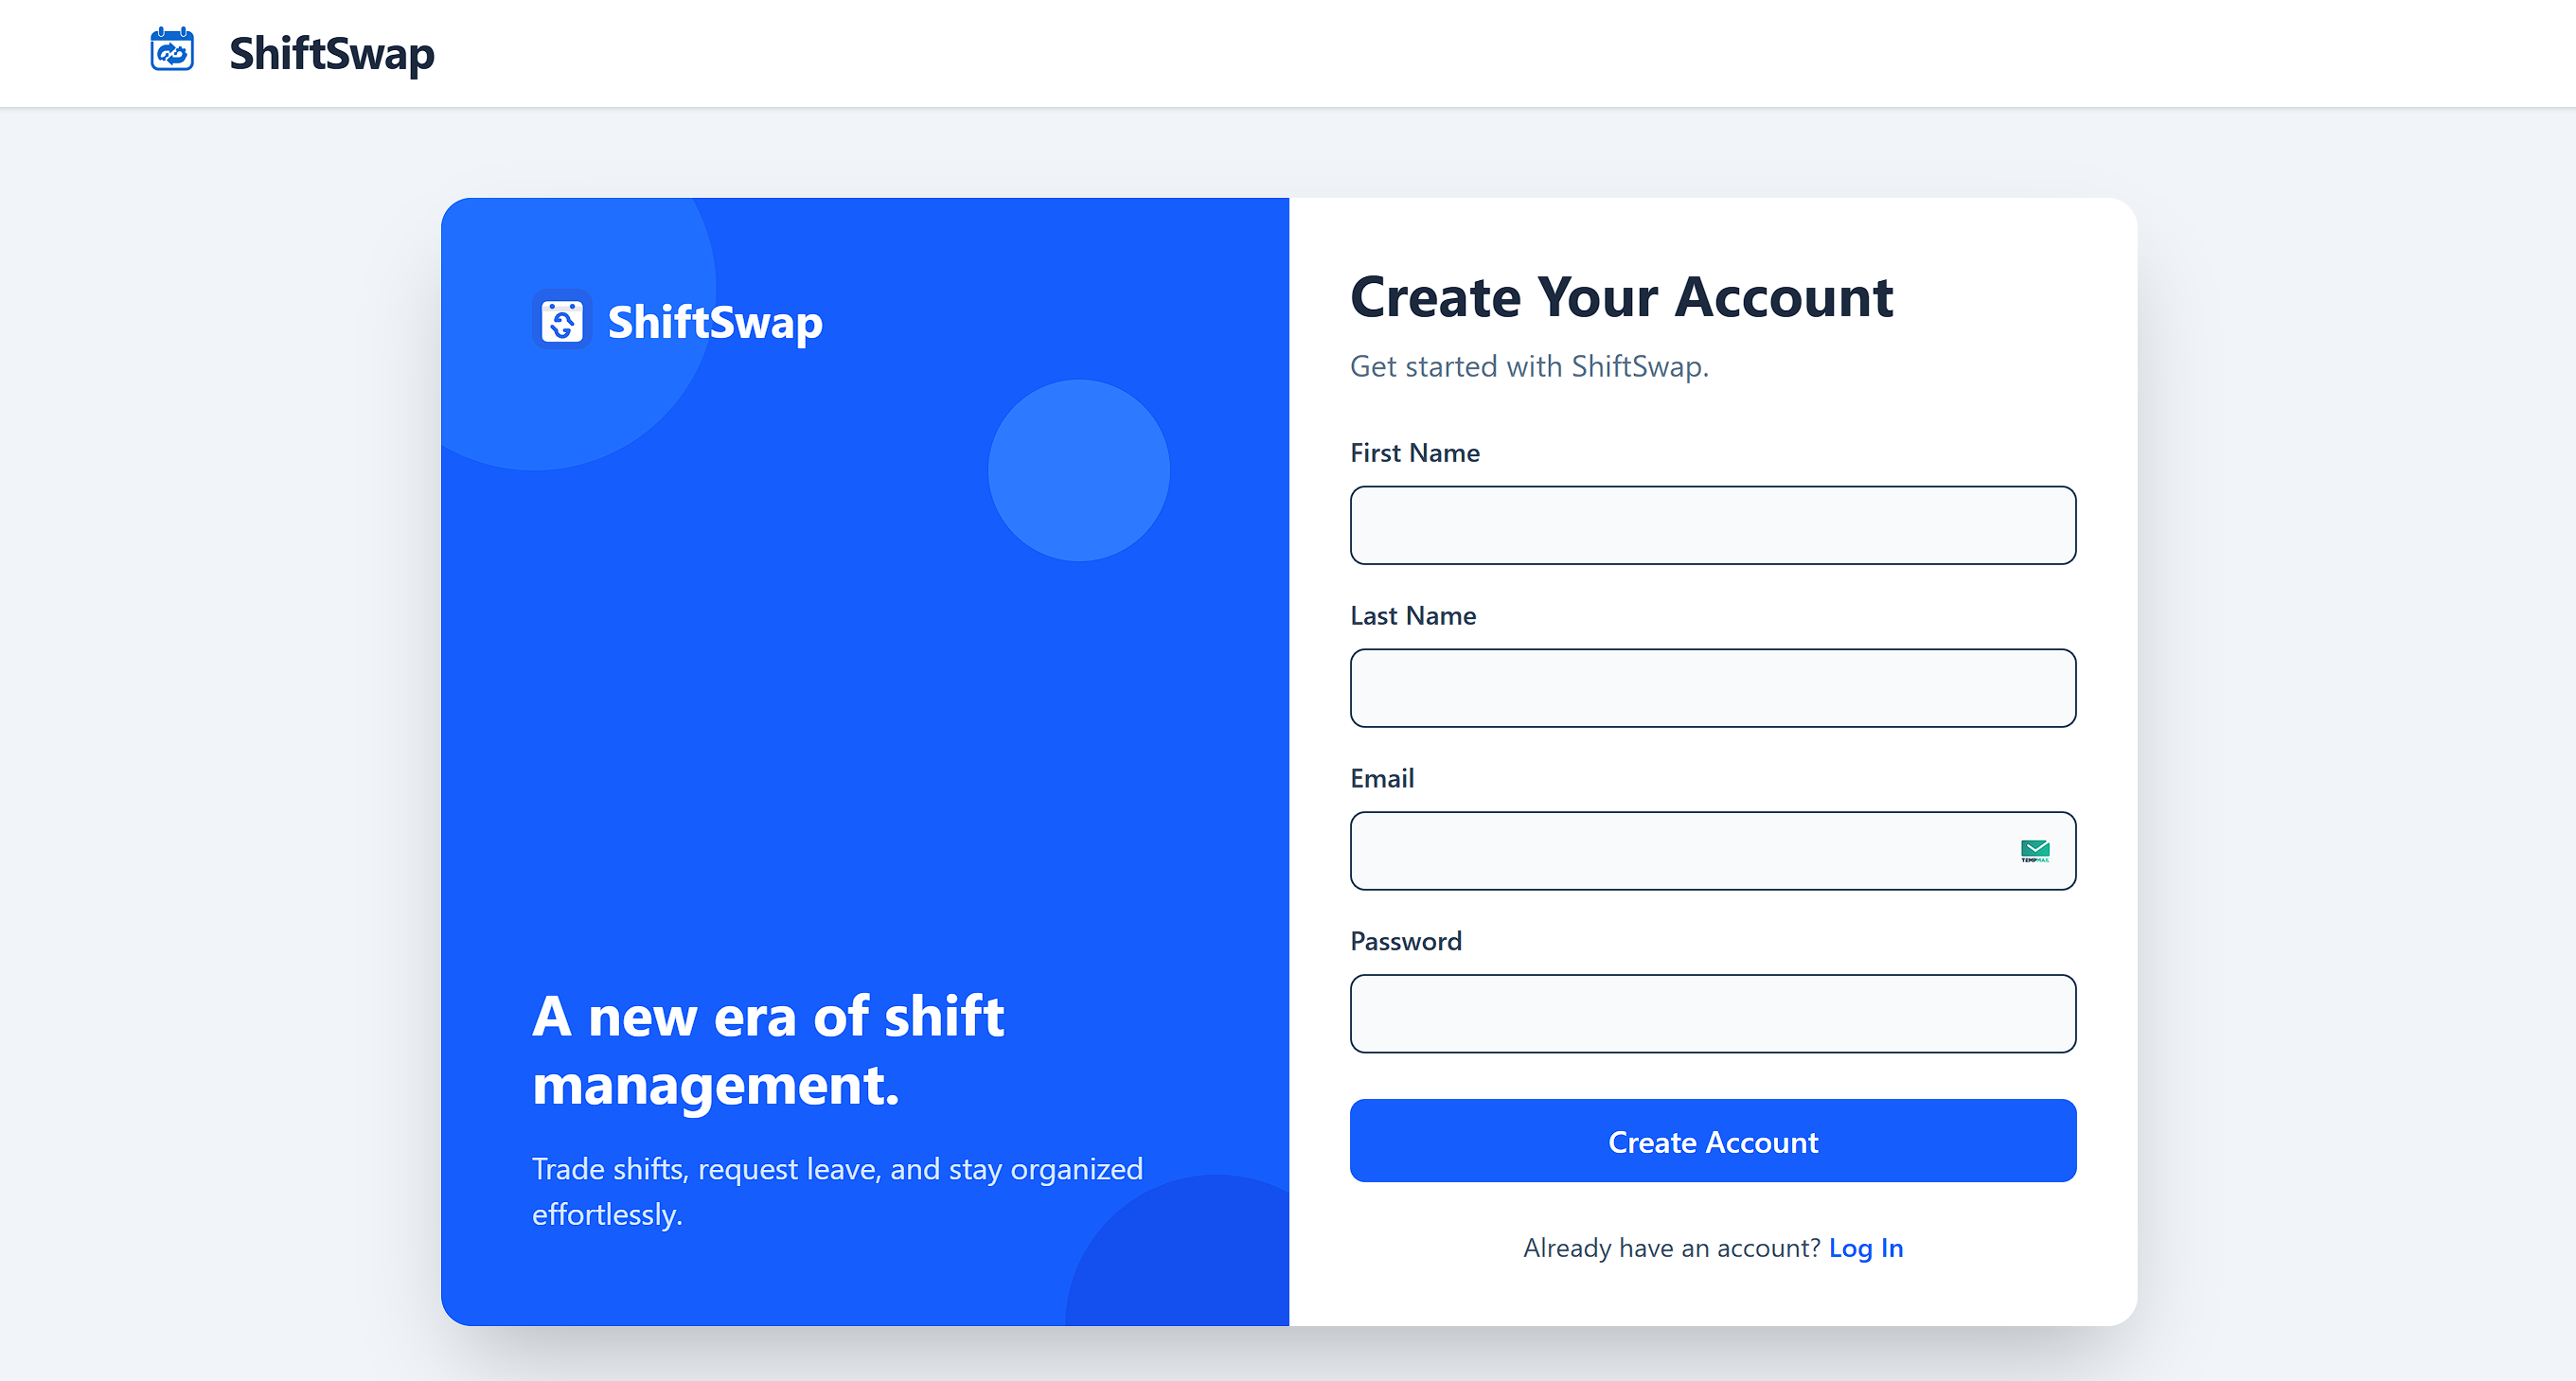 ShiftSwap
ShiftSwap
A new era of shift
management.
Trade shifts, request leave, and stay organized
effortlessly.
Create Your Account
Get started with ShiftSwap.
First Name
Last Name
Email
TEMPMAIL
Password
Create Account
Already have an account? Log In